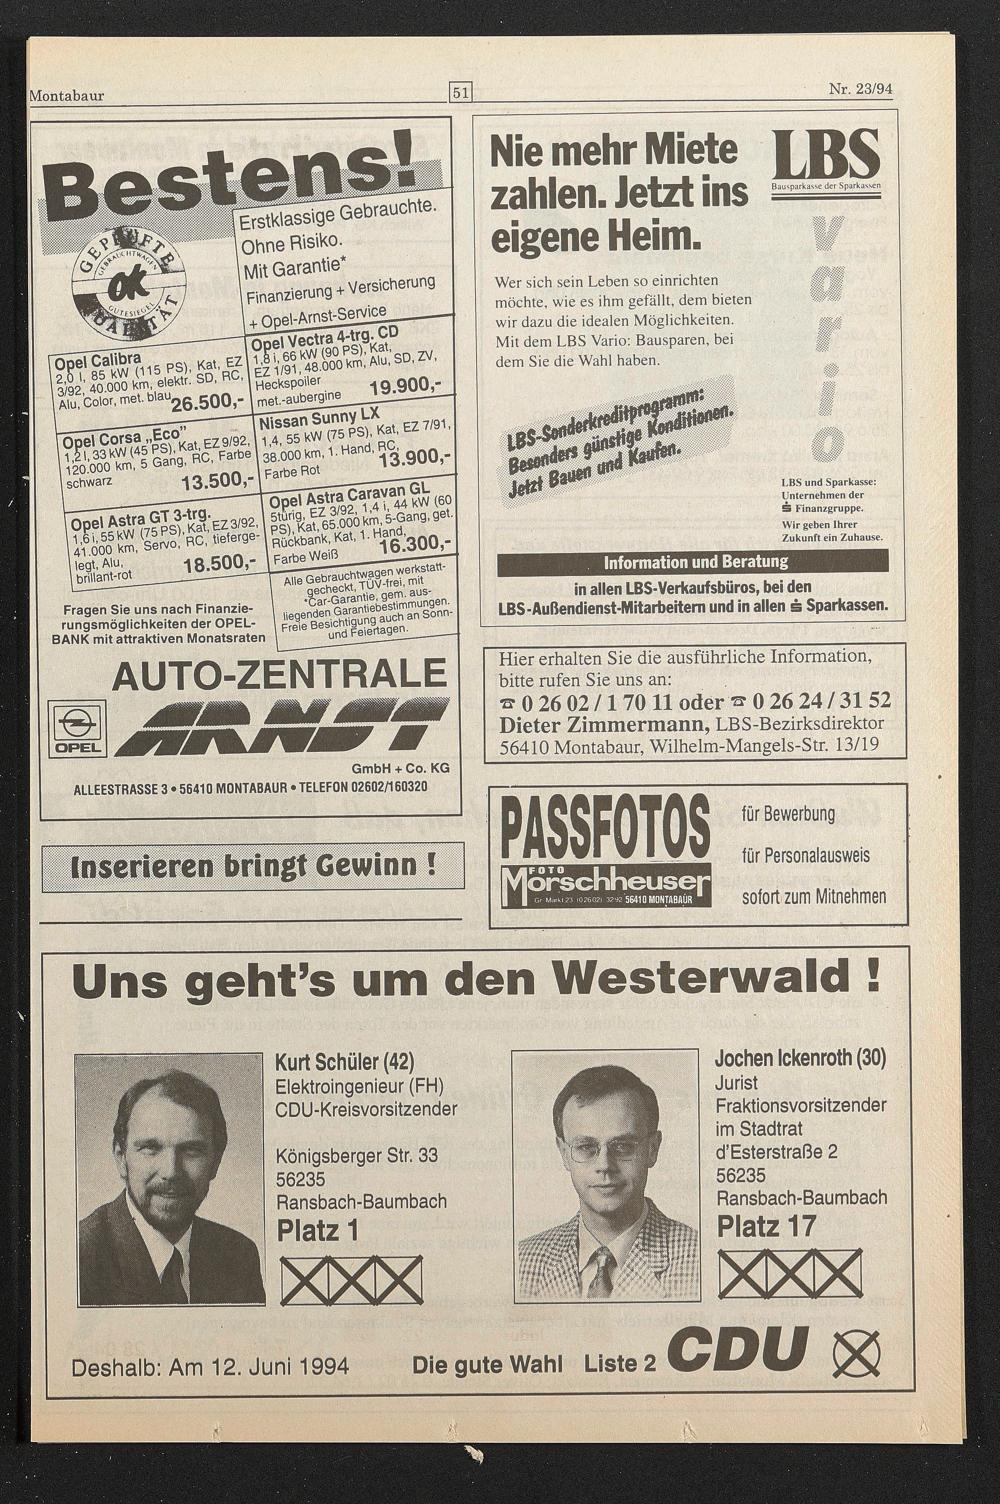 Montabaur
51
Nr. 23/94
Bestens!
Erstklassige Gebrauchte.
Ohne Risiko.
Mit Garantie*
Finanzierung + Versicherung
+ Opel-Arnst-Service
GEPRÜFTE
GEBRAUCHTWAGEN
ok
GÜTESIEGEL
QUALITÄT
Opel Calibra
2,0 l, 85 kW (115 PS), Kat, EZ
3/92, 40.000 km, elektr. SD, RC,
Alu, Color, met. blau
26.500,-
Opel Vectra 4-trg. CD
1,8 i, 66 kW (90 PS), Kat,
EZ 1/91, 48.000 km, Alu, SD, ZV,
Heckspoiler
met.-aubergine
19.900,-
Opel Corsa „Eco”
1,2 l, 33 kW (45 PS), Kat, EZ 9/92,
120.000 km, 5 Gang, RC, Farbe
schwarz
13.500,-
Nissan Sunny LX
1,4, 55 kW (75 PS), Kat, EZ 7/91,
38.000 km, 1. Hand, RC,
Farbe Rot
13.900,-
Opel Astra GT 3-trg.
1,6 i, 55 kW (75 PS), Kat, EZ 3/92,
41.000 km, Servo, RC, tieferge-
legt, Alu,
brillant-rot
18.500,-
Opel Astra Caravan GL
5türig, EZ 3/92, 1,4 i, 44 kW (60
PS), Kat, 65.000 km, 5-Gang, get.
Rückbank, Kat, 1. Hand,
Farbe Weiß
16.300,-
Fragen Sie uns nach Finanzie-
rungsmöglichkeiten der OPEL-
BANK mit attraktiven Monatsraten
Alle Gebrauchtwagen werkstatt-
gecheckt, TÜV-frei, mit
*Car-Garantie, gem. aus-
liegenden Garantiebestimmungen.
Freie Besichtigung auch an Sonn-
und Feiertagen.
AUTO-ZENTRALE
OPEL
ARNDT
GmbH + Co. KG
ALLEESTRASSE 3 • 56410 MONTABAUR • TELEFON 02602/160320
Inserieren bringt Gewinn !
Nie mehr Miete
zahlen. Jetzt ins
eigene Heim.
LBS
Bausparkasse der Sparkassen
vario
Wer sich sein Leben so einrichten
möchte, wie es ihm gefällt, dem bieten
wir dazu die idealen Möglichkeiten.
Mit dem LBS Vario: Bausparen, bei
dem Sie die Wahl haben.
LBS-Sonderkreditprogramm:
Besonders günstige Konditionen.
Jetzt Bauen und Kaufen.
LBS und Sparkasse:
Unternehmen der
Finanzgruppe.
Wir geben Ihrer
Zukunft ein Zuhause.
Information und Beratung
in allen LBS-Verkaufsbüros, bei den
LBS-Außendienst-Mitarbeitern und in allen Sparkassen.
Hier erhalten Sie die ausführliche Information,
bitte rufen Sie uns an:
☎ 0 26 02 / 1 70 11 oder ☎ 0 26 24 / 31 52
Dieter Zimmermann, LBS-Bezirksdirektor
56410 Montabaur, Wilhelm-Mangels-Str. 13/19
PASSFOTOS
FOTO
Morschheuser
Gr. Markt 23 (02602) 3292 56410 MONTABAUR
für Bewerbung
für Personalausweis
sofort zum Mitnehmen
Uns geht's um den Westerwald !
Kurt Schüler (42)
Elektroingenieur (FH)
CDU-Kreisvorsitzender
Königsberger Str. 33
56235
Ransbach-Baumbach
Platz 1
Jochen Ickenroth (30)
Jurist
Fraktionsvorsitzender
im Stadtrat
d'Esterstraße 2
56235
Ransbach-Baumbach
Platz 17
Deshalb: Am 12. Juni 1994
Die gute Wahl Liste 2 CDU